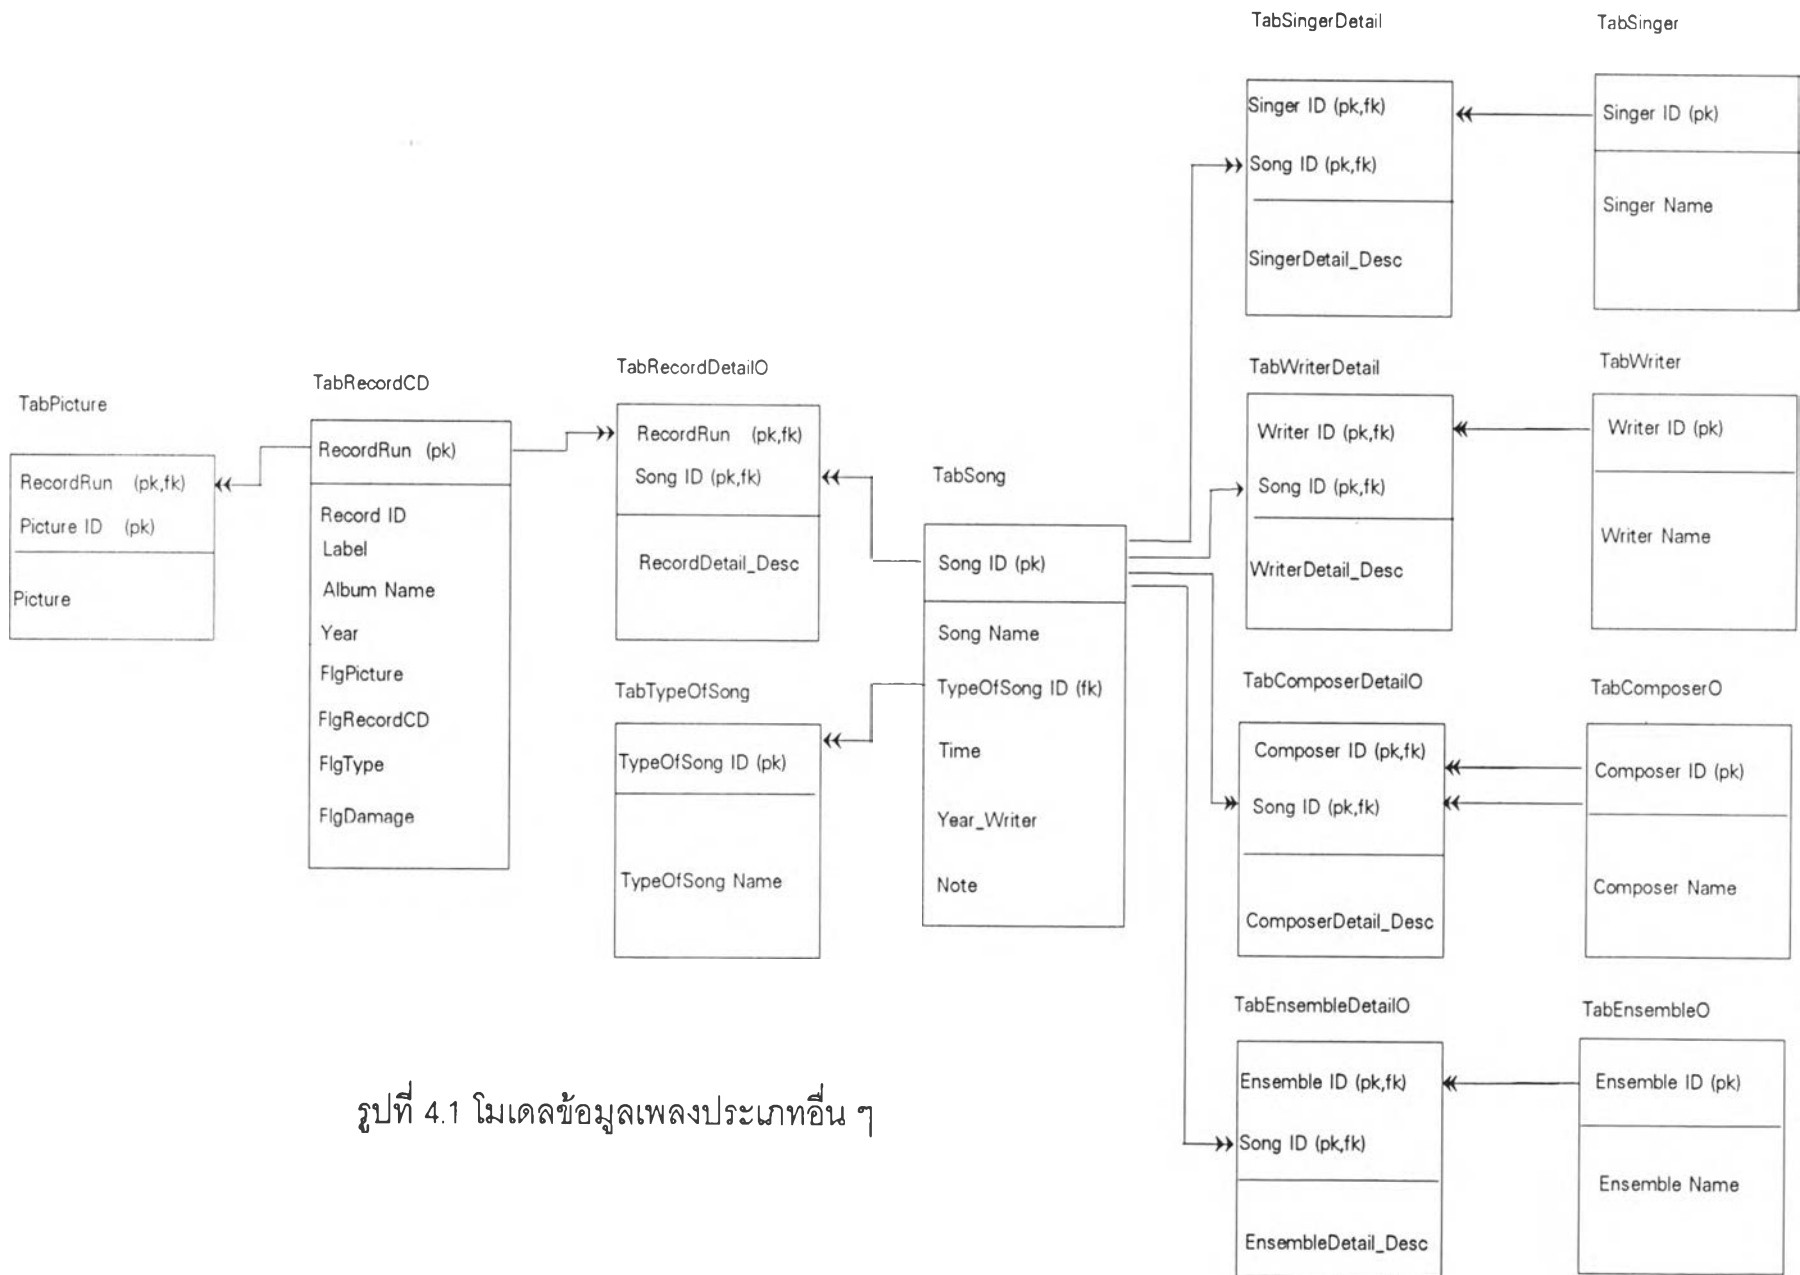 TabPicture
RecordRun (pk,fk)
Picture ID (pk)
Picture
TabRecordCD
RecordRun (pk)
Record ID
Label
Album Name
Year
FlgPicture
FlgRecordCD
FlgType
FlgDamage
TabRecordDetailO
RecordRun (pk,fk)
Song ID (pk,fk)
RecordDetail_Desc
TabTypeOfSong
TypeOfSong ID (pk)
TypeOfSong Name
TabSong
Song ID (pk)
Song Name
TypeOfSong ID (fk)
Time
Year_Writer
Note
TabSingerDetail
Singer ID (pk,fk)
Song ID (pk,fk)
SingerDetail_Desc
TabSinger
Singer ID (pk)
Singer Name
TabWriterDetail
Writer ID (pk,fk)
Song ID (pk,fk)
WriterDetail_Desc
TabWriter
Writer ID (pk)
Writer Name
TabComposerDetailO
Composer ID (pk,fk)
Song ID (pk,fk)
ComposerDetail_Desc
TabComposerO
Composer ID (pk)
Composer Name
TabEnsembleDetailO
Ensemble ID (pk,fk)
Song ID (pk,fk)
EnsembleDetail_Desc
TabEnsembleO
Ensemble ID (pk)
Ensemble Name
รูปที่ 4.1 โมเดลข้อมูลเพลงประเภทอื่น ๆ